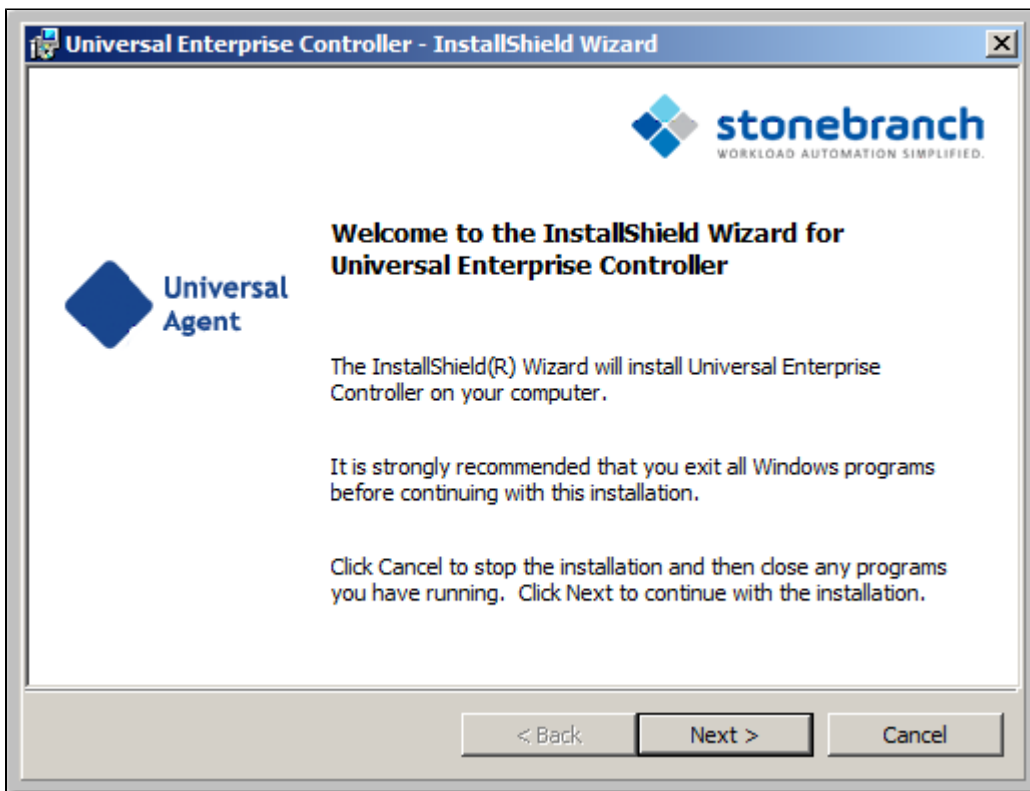 Universal Enterprise Controller - InstallShield Wizard
stonebranch
WORKLOAD AUTOMATION SIMPLIFIED.
Welcome to the InstallShield Wizard for
Universal Enterprise Controller
Universal
Agent
The InstallShield(R) Wizard will install Universal Enterprise
Controller on your computer.
It is strongly recommended that you exit all Windows programs
before continuing with this installation.
Click Cancel to stop the installation and then close any programs
you have running.  Click Next to continue with the installation.
< Back
Next >
Cancel